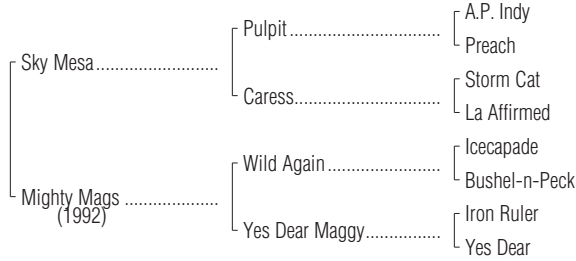 A.P. Indy
Pulpit
Preach
Sky Mesa
Storm Cat
Caress
La Affirmed
Icecapade
Wild Again
Bushel-n-Peck
Mighty Mags
(1992)
Iron Ruler
Yes Dear Maggy
Yes Dear